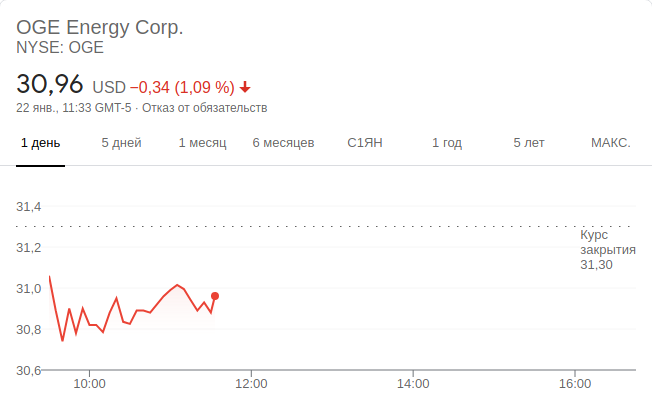 OGE Energy Corp.
NYSE: OGE
30,96 USD −0,34 (1,09 %)
22 янв., 11:33 GMT-5 · Отказ от обязательств
1 день 5 дней 1 месяц 6 месяцев С1ЯН 1 год 5 лет МАКС.
31,4
Курс
закрытия
31,30
31,2
31,0
30,8
30,6
10:00 12:00 14:00 16:00